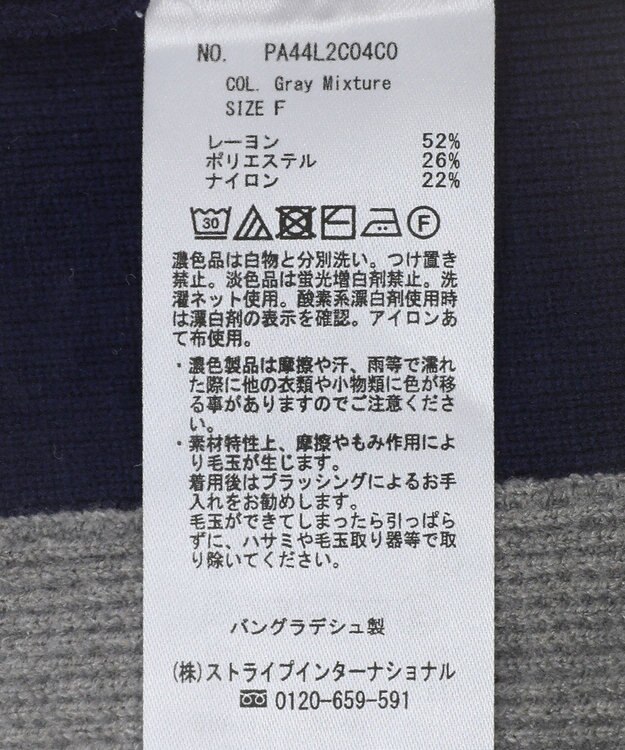 NO. PA44L2C04C0
COL. Gray Mixture
SIZE F
レーヨン 52%
ポリエステル 26%
ナイロン 22%
30 F
濃色品は白物と分別洗い。つけ置き
禁止。淡色品は蛍光増白剤禁止。洗
濯ネット使用。酸素系漂白剤使用時
は漂白剤の表示を確認。アイロンあ
て布使用。
・濃色製品は摩擦や汗、雨等で濡れ
た際に他の衣類や小物類に色が移
る事がありますのでご注意くださ
い。
・素材特性上、摩擦やもみ作用によ
り毛玉が生じます。
着用後はブラッシングによるお手
入れをお勧めします。
毛玉ができてしまったら引っぱら
ずに、ハサミや毛玉取り器等で取
り除いてください。
バングラデシュ製
(株)ストライプインターナショナル
0120-659-591